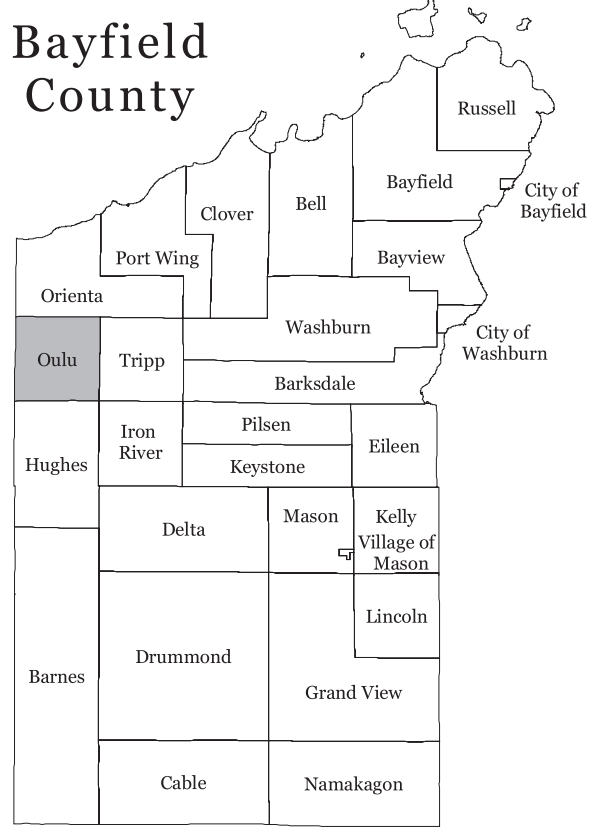 Bayfield
County
Russell
Bayfield
City of
Bayfield
Clover
Bell
Port Wing
Bayview
Orienta
Washburn
City of
Washburn
Oulu
Tripp
Barksdale
Iron
River
Pilsen
Eileen
Hughes
Keystone
Delta
Mason
Kelly
Village of
Mason
Lincoln
Drummond
Barnes
Grand View
Cable
Namakagon